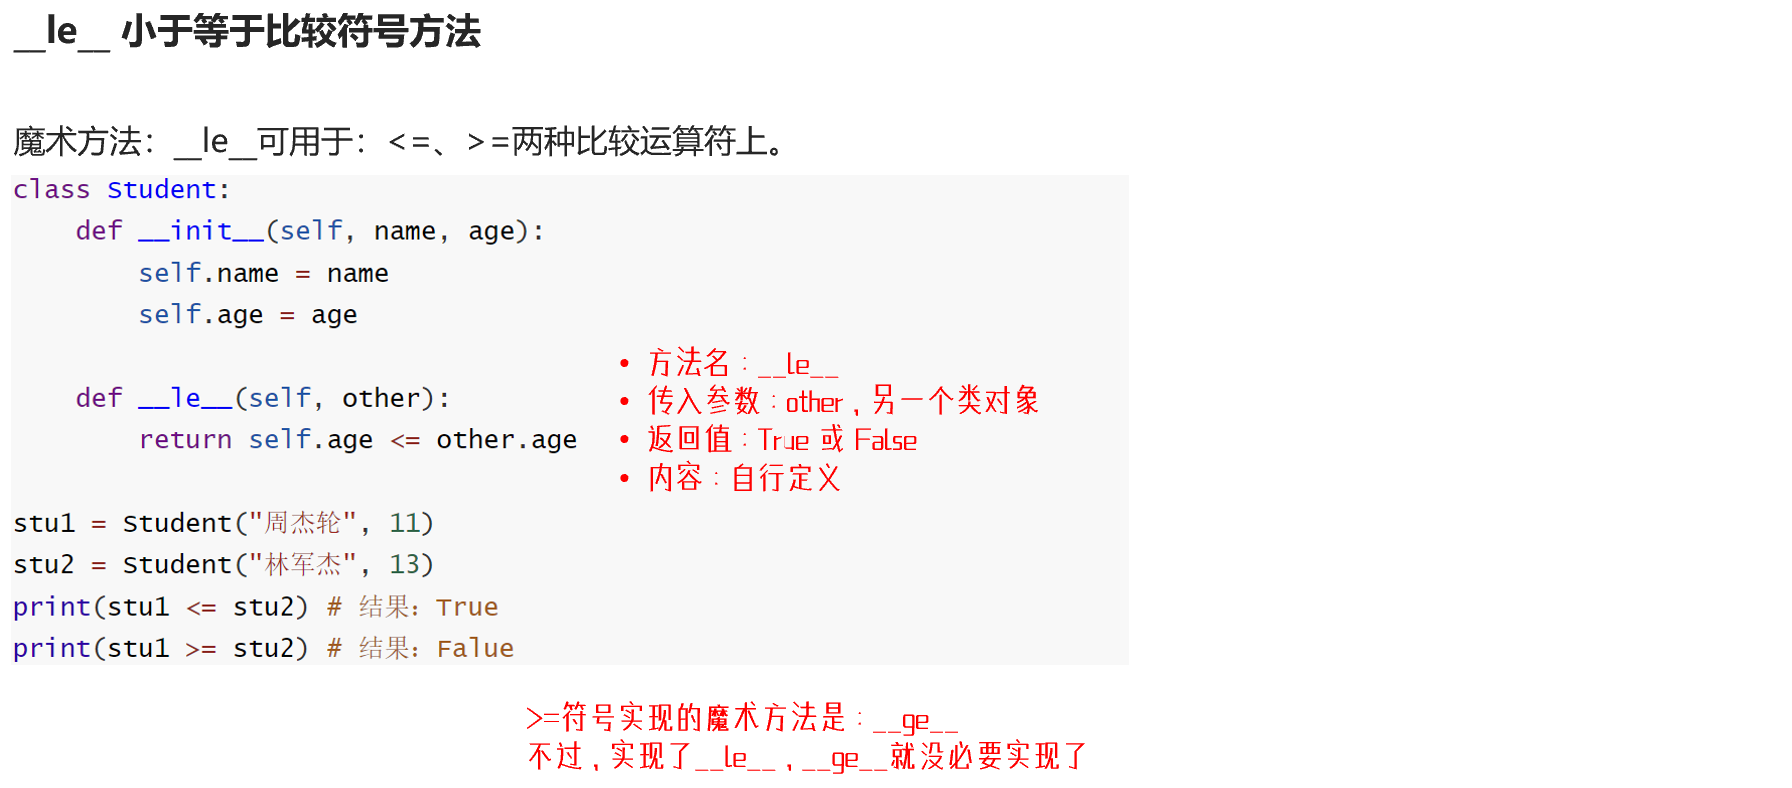 __le__ 小于等于比较符号方法
魔术方法：__le__可用于：<=、>=两种比较运算符上。
class Student:
    def __init__(self, name, age):
        self.name = name
        self.age = age
• 方法名：__le__
    def __le__(self, other):
• 传入参数：other，另一个类对象
        return self.age <= other.age
• 返回值：True 或 False
• 内容：自行定义
stu1 = Student("周杰轮", 11)
stu2 = Student("林军杰", 13)
print(stu1 <= stu2) # 结果：True
print(stu1 >= stu2) # 结果：Falue
>=符号实现的魔术方法是：__ge__
不过，实现了__le__，__ge__就没必要实现了